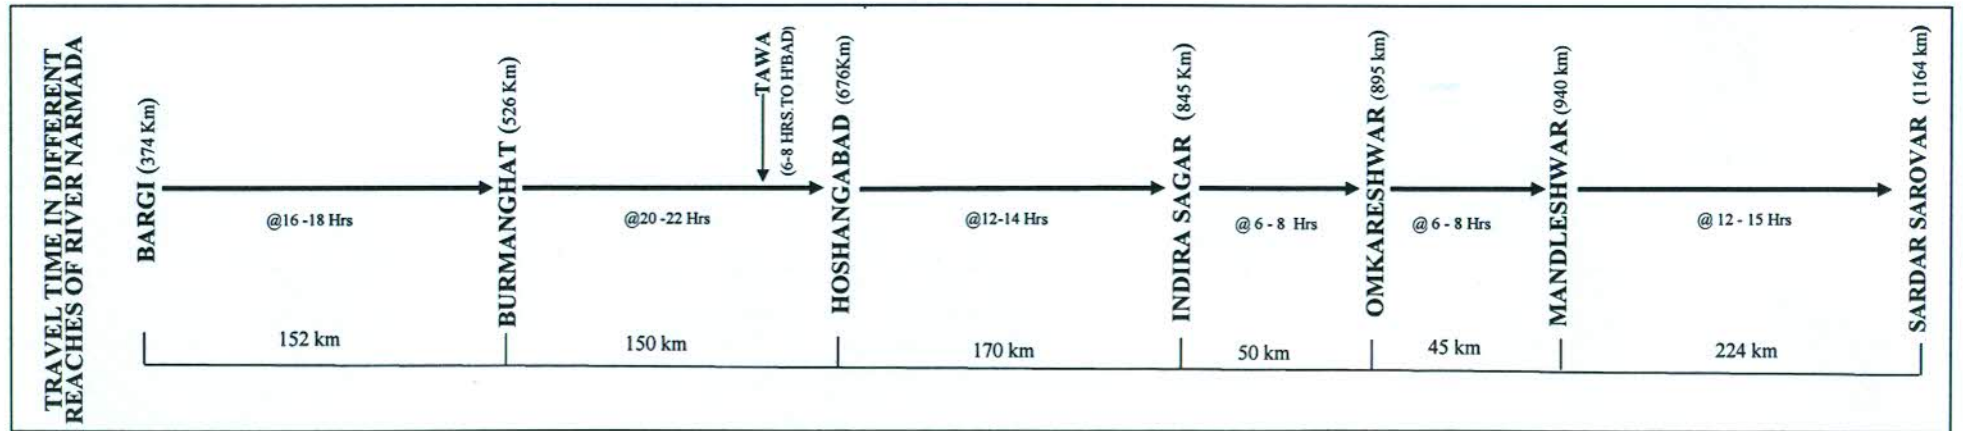 TRAVEL TIME IN DIFFERENT
REACHES OF RIVER NARMADA
BARGI (374 Km)
@16 -18 Hrs
152 km
BURMANGHAT (526 Km)
@20 -22 Hrs
150 km
TAWA
(6-8 HRS.TO H'BAD)
HOSHANGABAD (676Km)
@12-14 Hrs
170 km
INDIRA SAGAR (845 Km)
@ 6 - 8 Hrs
50 km
OMKARESHWAR (895 km)
@ 6 - 8 Hrs
45 km
MANDLESHWAR (940 km)
@ 12 - 15 Hrs
224 km
SARDAR SAROVAR (1164 km)